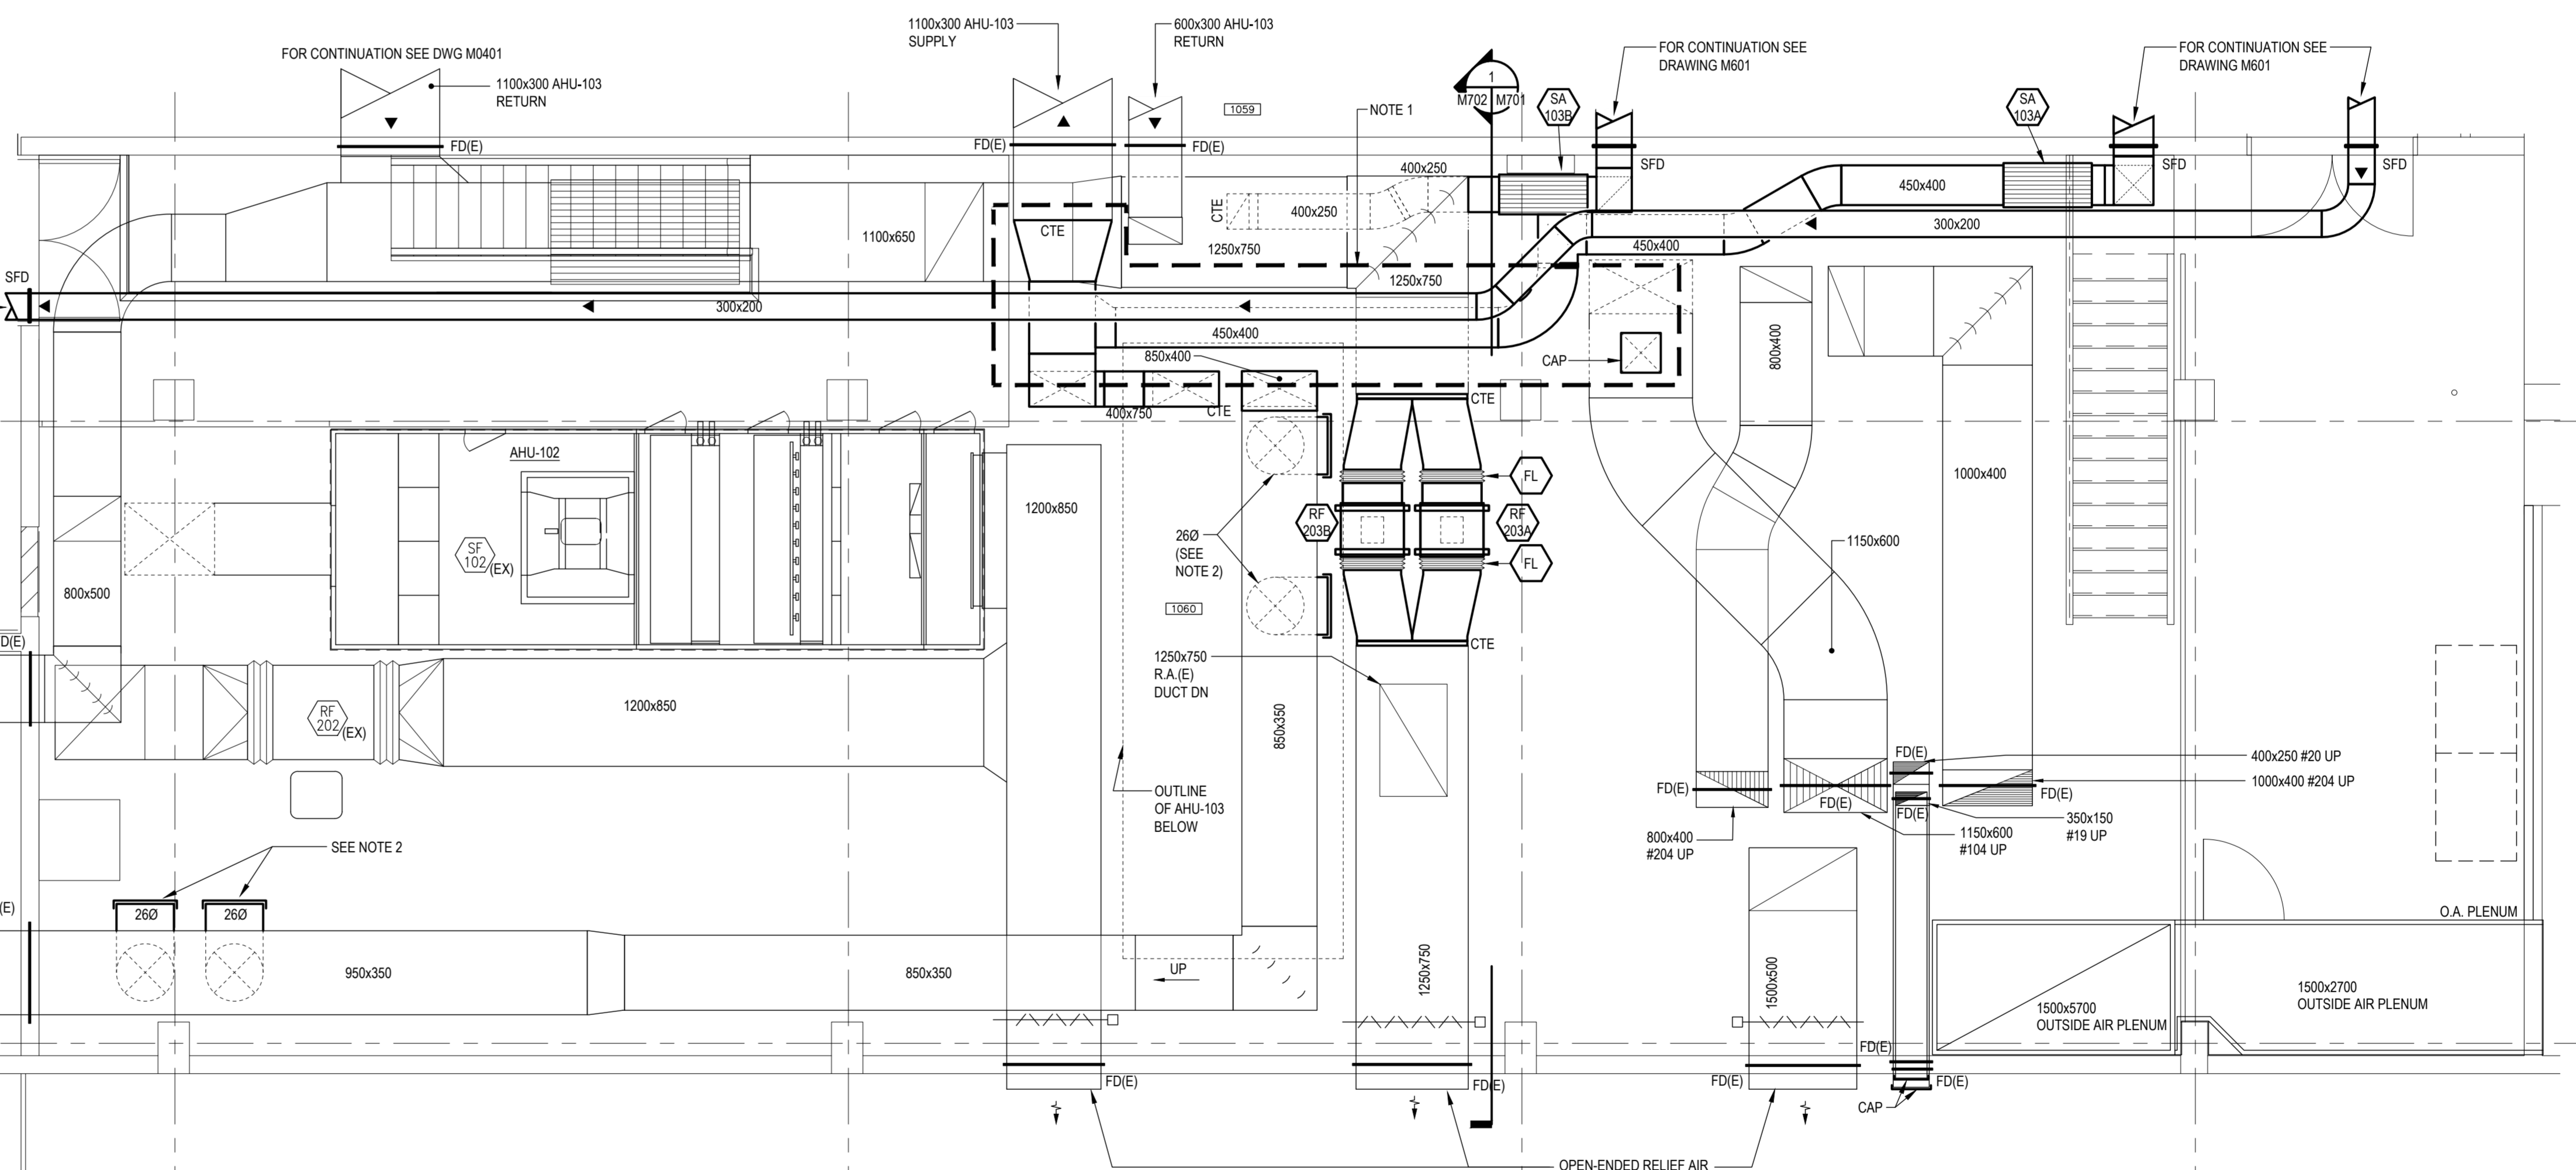 1100x300 AHU-103
SUPPLY
600x300 AHU-103
RETURN
FOR CONTINUATION SEE DWG M0401
1100x300 AHU-103
RETURN
FOR CONTINUATION SEE
DRAWING M601
FOR CONTINUATION SEE
DRAWING M601
1
M702 M701
SA
103B
SA
103A
1059
NOTE 1
FD(E)
FD(E)
FD(E)
SFD
SFD
SFD
400x250
400x250
CTE
CTE
1100x650
1250x750
1250x750
450x400
450x400
300x200
SFD
300x200
450x400
850x400
CAP
800x400
400x750
CTE
CTE
AHU-102
1200x850
FL
1000x400
SF
102
(EX)
RF
203B
RF
203A
26Ø
(SEE
NOTE 2)
1150x600
FL
800x500
1060
D(E)
CTE
1250x750
R.A.(E)
DUCT DN
RF
202
(EX)
1200x850
850x350
OUTLINE
OF AHU-103
BELOW
FD(E)
400x250 #20 UP
1000x400 #204 UP
FD(E)
FD(E)
FD(E)
FD(E)
350x150
#19 UP
800x400
#204 UP
1150x600
#104 UP
SEE NOTE 2
(E)
26Ø
26Ø
O.A. PLENUM
950x350
850x350
UP
1250x750
1500x500
1500x5700
OUTSIDE AIR PLENUM
1500x2700
OUTSIDE AIR PLENUM
FD(E)
FD(E)
FD(E)
FD(E)
FD(E)
CAP
OPEN-ENDED RELIEF AIR